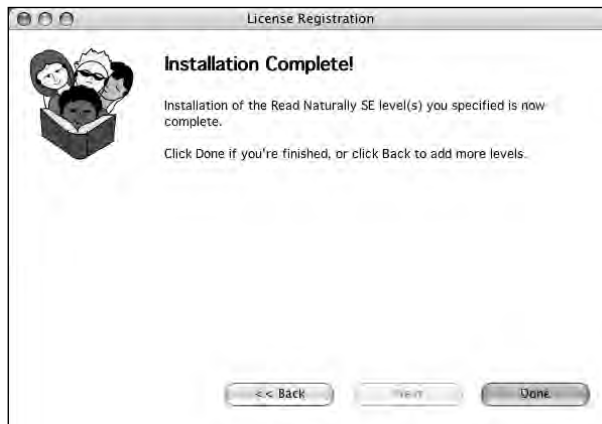 License Registration
Installation Complete!
Installation of the Read Naturally SE level(s) you specified is now
complete.
Click Done if you're finished, or click Back to add more levels.
<< Back
Next
Done